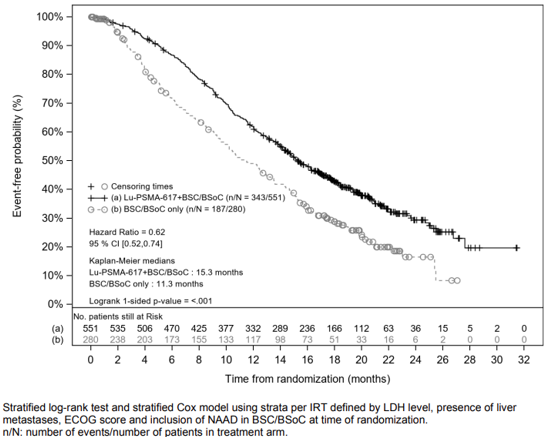 100%
90%
80%
70%
60%
50%
40%
30%
20%
10%
0%
Event-free probability (%)
Censoring times
(a) Lu-PSMA-617+BSC/BSoC (n/N = 343/551)
(b) BSC/BSoC only (n/N = 187/280)
Hazard Ratio = 0.62
95 % CI [0.52,0.74]
Kaplan-Meier medians
Lu-PSMA-617+BSC/BSoC : 15.3 months
BSC/BSoC only : 11.3 months
Logrank 1-sided p-value = <.001
No. patients still at Risk
(a) 551 535 506 470 425 377 332 289 236 166 112 63 36 15 5 2 0
(b) 280 238 203 173 155 133 117 98 73 51 33 16 6 2 0 0 0
0 2 4 6 8 10 12 14 16 18 20 22 24 26 28 30 32
Time from randomization (months)
Stratified log-rank test and stratified Cox model using strata per IRT defined by LDH level, presence of liver
metastases, ECOG score and inclusion of NAAD in BSC/BSoC at time of randomization.
n/N: number of events/number of patients in treatment arm.